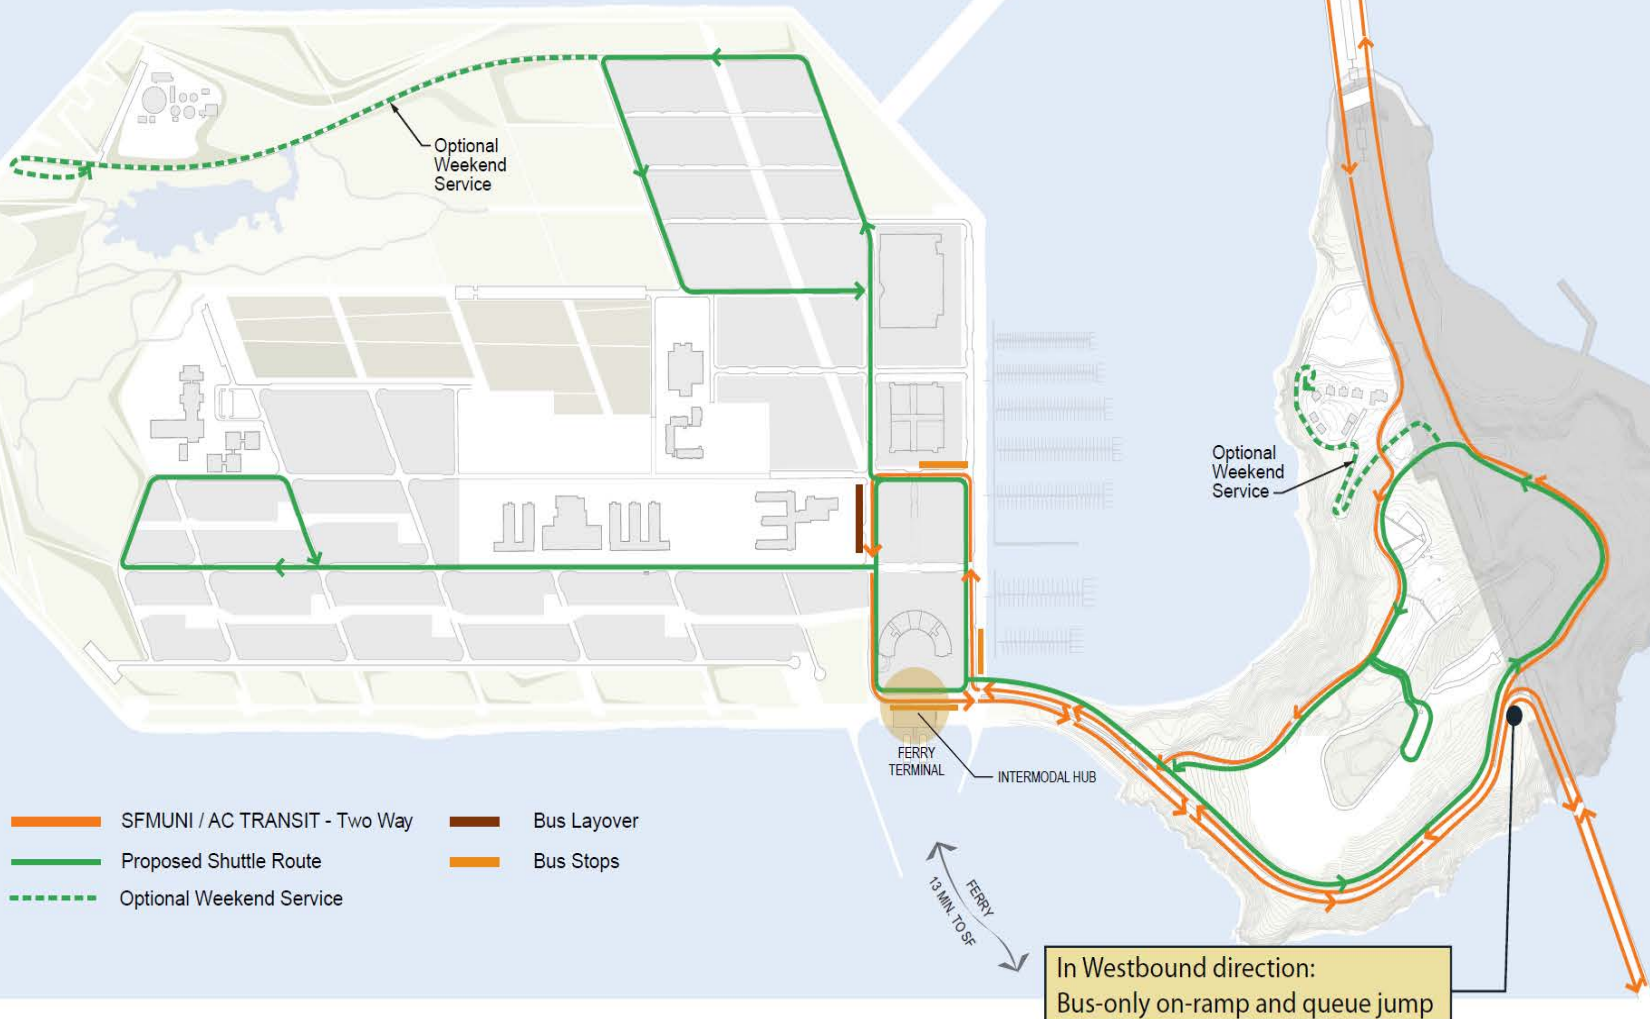 Optional
Weekend
Service
Optional
Weekend
Service
FERRY
TERMINAL
INTERMODAL HUB
SFMUNI / AC TRANSIT - Two Way
Bus Layover
Proposed Shuttle Route
Bus Stops
Optional Weekend Service
FERRY
13 MIN. TO SF
In Westbound direction:
Bus-only on-ramp and queue jump